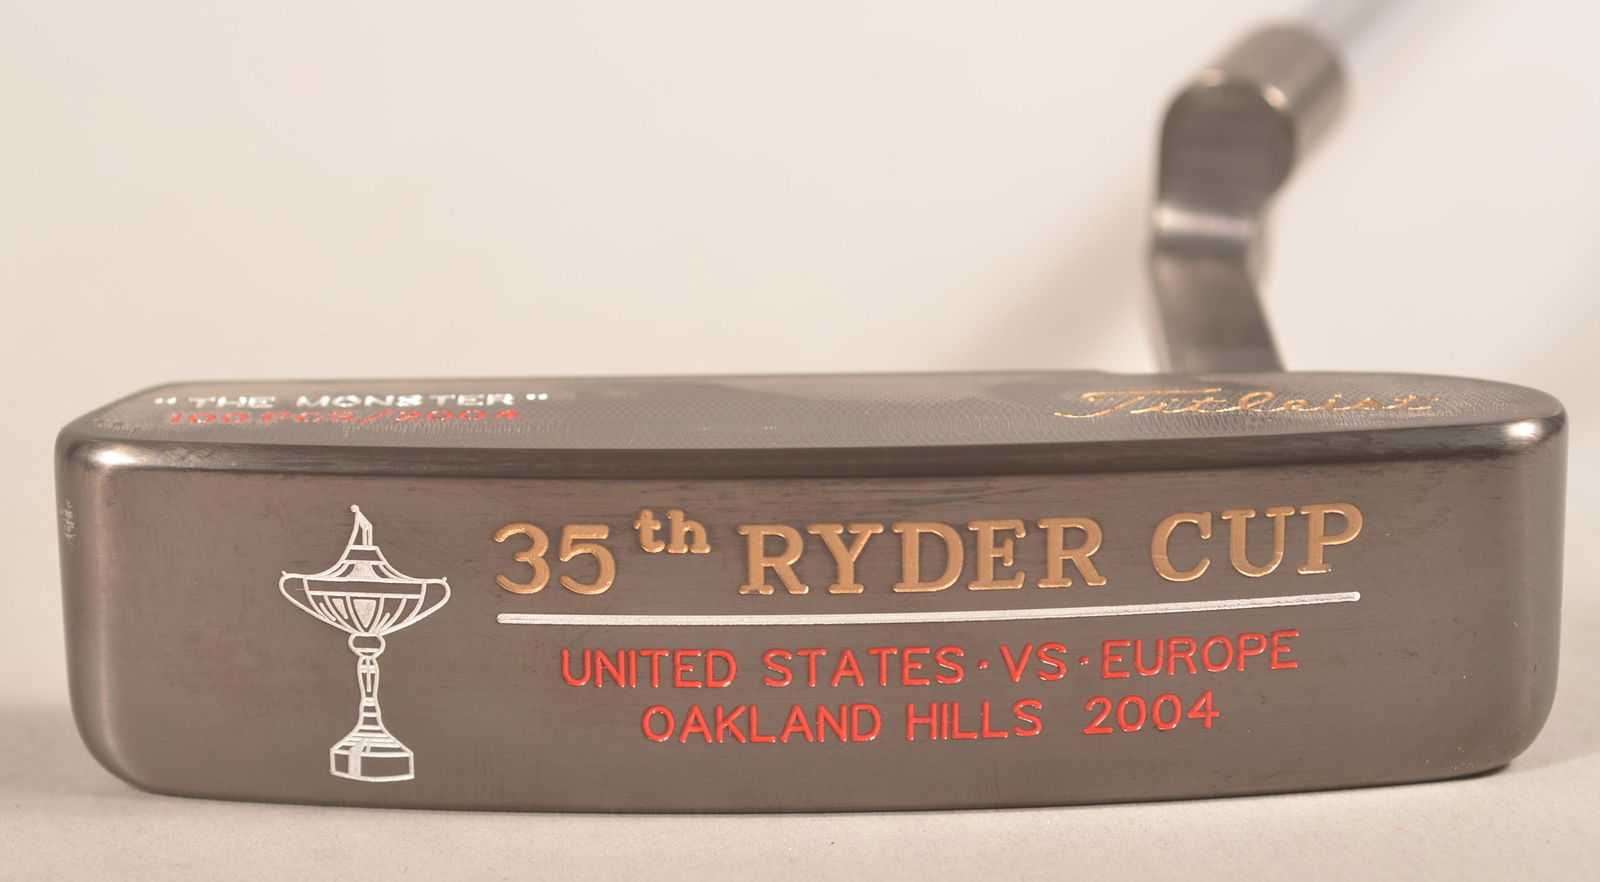 "THE MONSTER"
100 PCS/2004
Titleist
35th RYDER CUP
UNITED STATES·VS·EUROPE
OAKLAND HILLS 2004